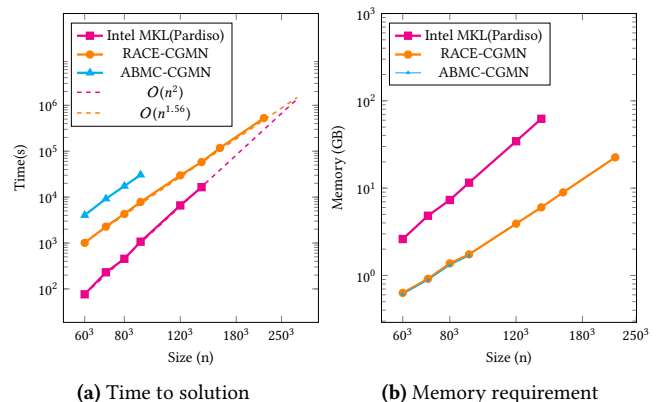 Intel MKL(Pardiso)
RACE-CGMN
ABMC-CGMN
𝒪(n²)
𝒪(n¹·⁵⁶)
10⁶
10⁵
10⁴
10³
10²
Time(s)
60³ 80³ 120³ 180³ 250³
Size (n)
(a) Time to solution
Intel MKL(Pardiso)
RACE-CGMN
ABMC-CGMN
10³
10²
10¹
10⁰
Memory (GB)
60³ 80³ 120³ 180³ 250³
Size (n)
(b) Memory requirement